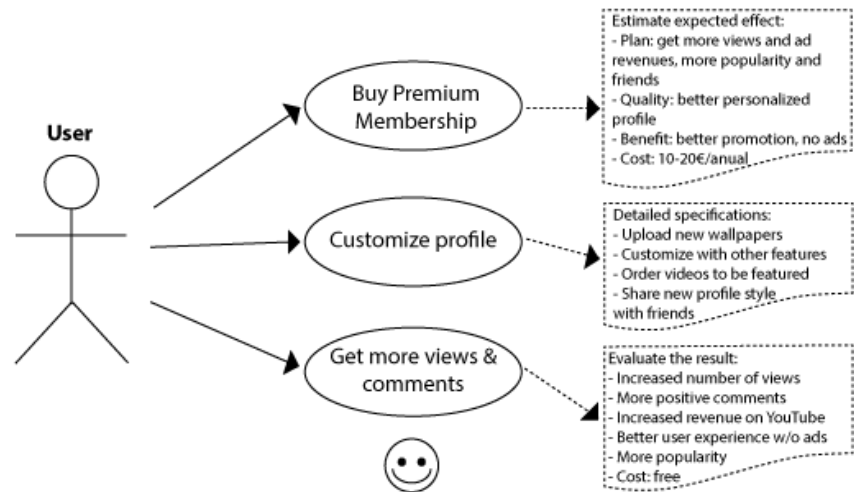 User
Buy Premium
Membership
Customize profile
Get more views &
comments
Estimate expected effect:
- Plan: get more views and ad
revenues, more popularity and
friends
- Quality: better personalized
profile
- Benefit: better promotion, no ads
- Cost: 10-20€/anual
Detailed specifications:
- Upload new wallpapers
- Customize with other features
- Order videos to be featured
- Share new profile style
with friends
Evaluate the result:
- Increased number of views
- More positive comments
- Increased revenue on YouTube
- Better user experience w/o ads
- More popularity
- Cost: free